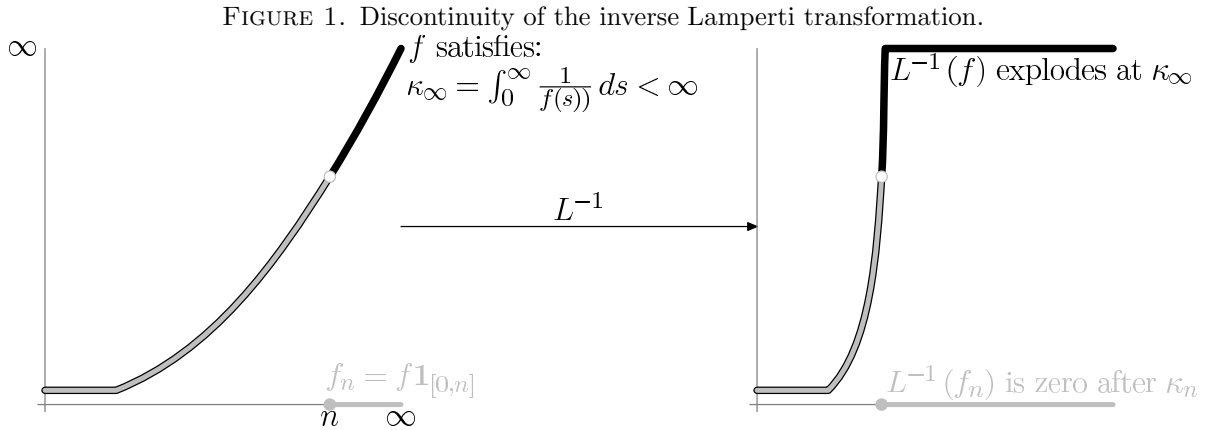 FIGURE 1. Discontinuity of the inverse Lamperti transformation.
∞
f satisfies:
κ∞ = ∫₀^∞ 1/f(s)) ds < ∞
L⁻¹ (f) explodes at κ∞
L⁻¹
fₙ = f1_[0,n]
L⁻¹ (fₙ) is zero after κₙ
n ∞